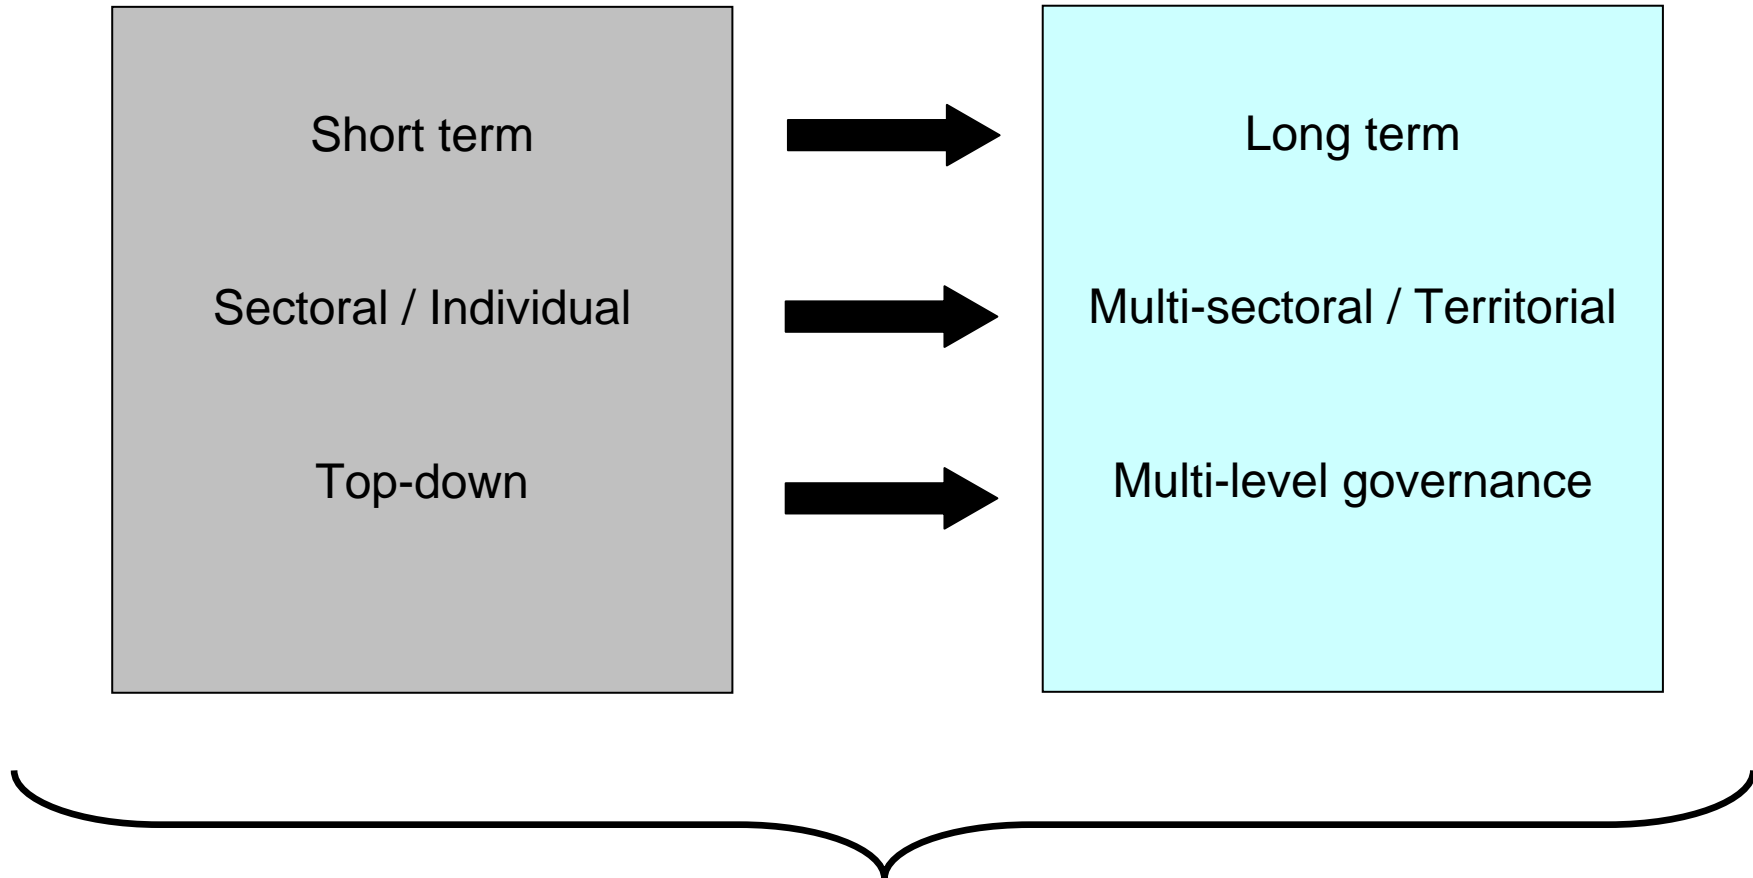 Short term
Long term
Sectoral / Individual
Multi-sectoral / Territorial
Top-down
Multi-level governance